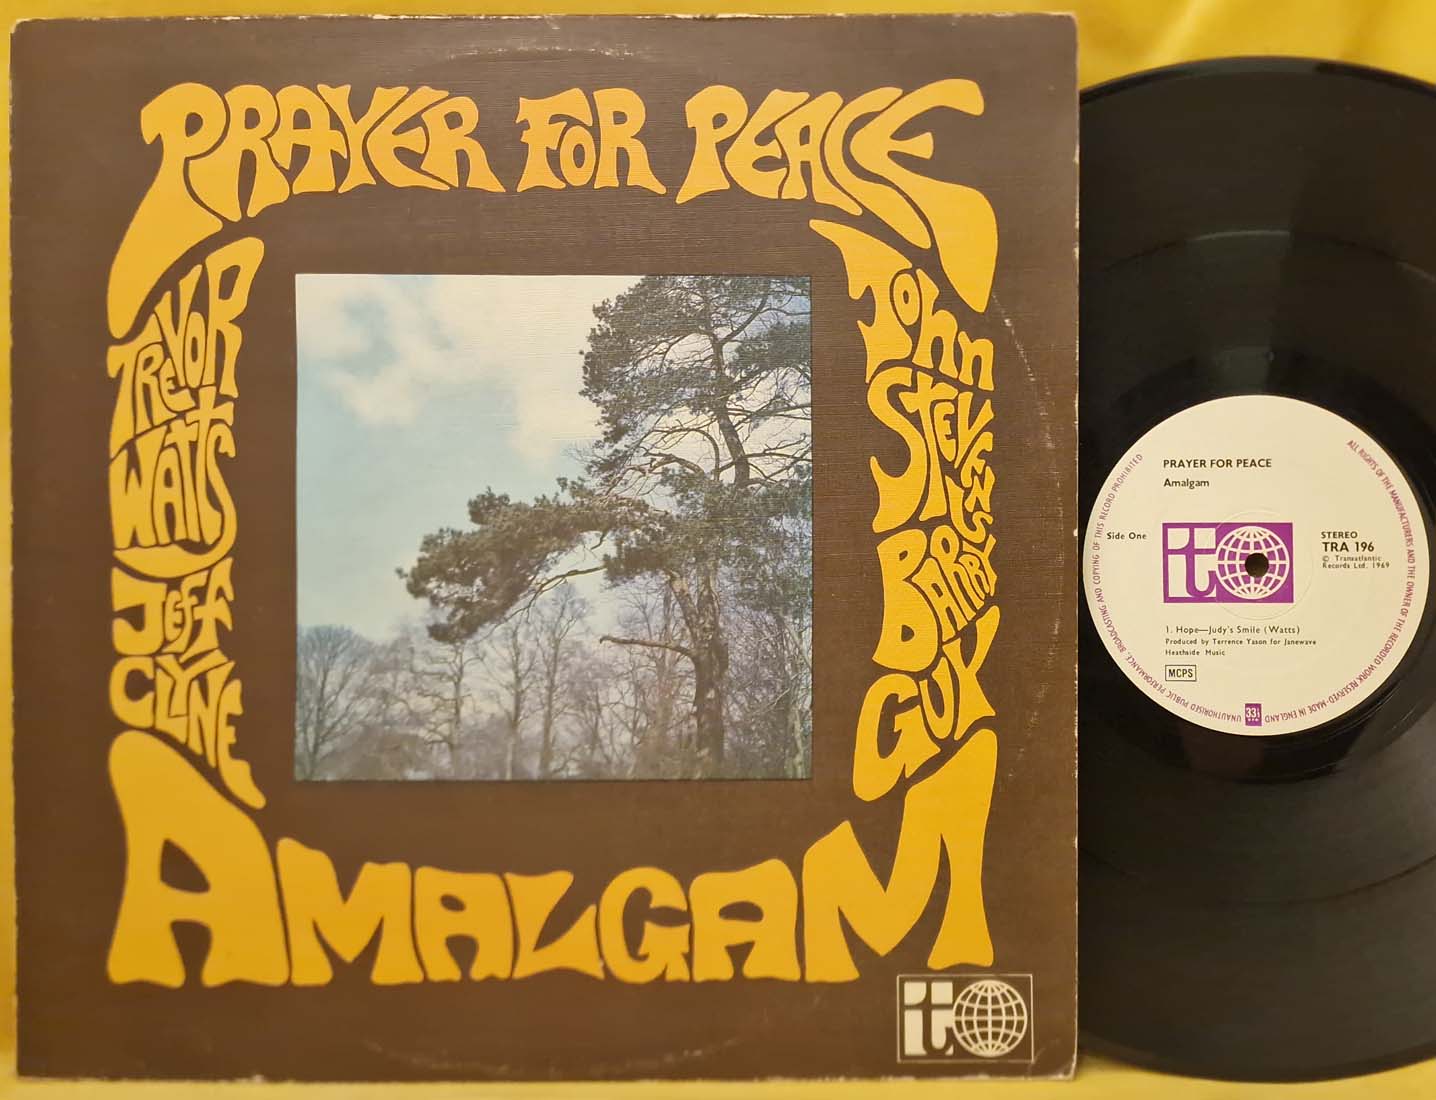 PRAYER FOR PEACE
TREVOR
WATTS
JEFF
CLYNE
John
STEVENS
BARRY
GUY
AMALGAM
it
PRAYER FOR PEACE
Amalgam
Side One
it
STEREO
TRA 196
© Transatlantic
Records Ltd. 1969
1. Hope—Judy's Smile (Watts)
Produced by Terrence Yason for Janewave
Heathside Music
MCPS
33⅓
ALL RIGHTS OF THE MANUFACTURERS AND THE OWNER OF THE RECORDED WORK RESERVED-MADE IN ENGLAND
UNAUTHORISED PUBLIC PERFORMANCE, BROADCASTING AND COPYING OF THIS RECORD PROHIBITED